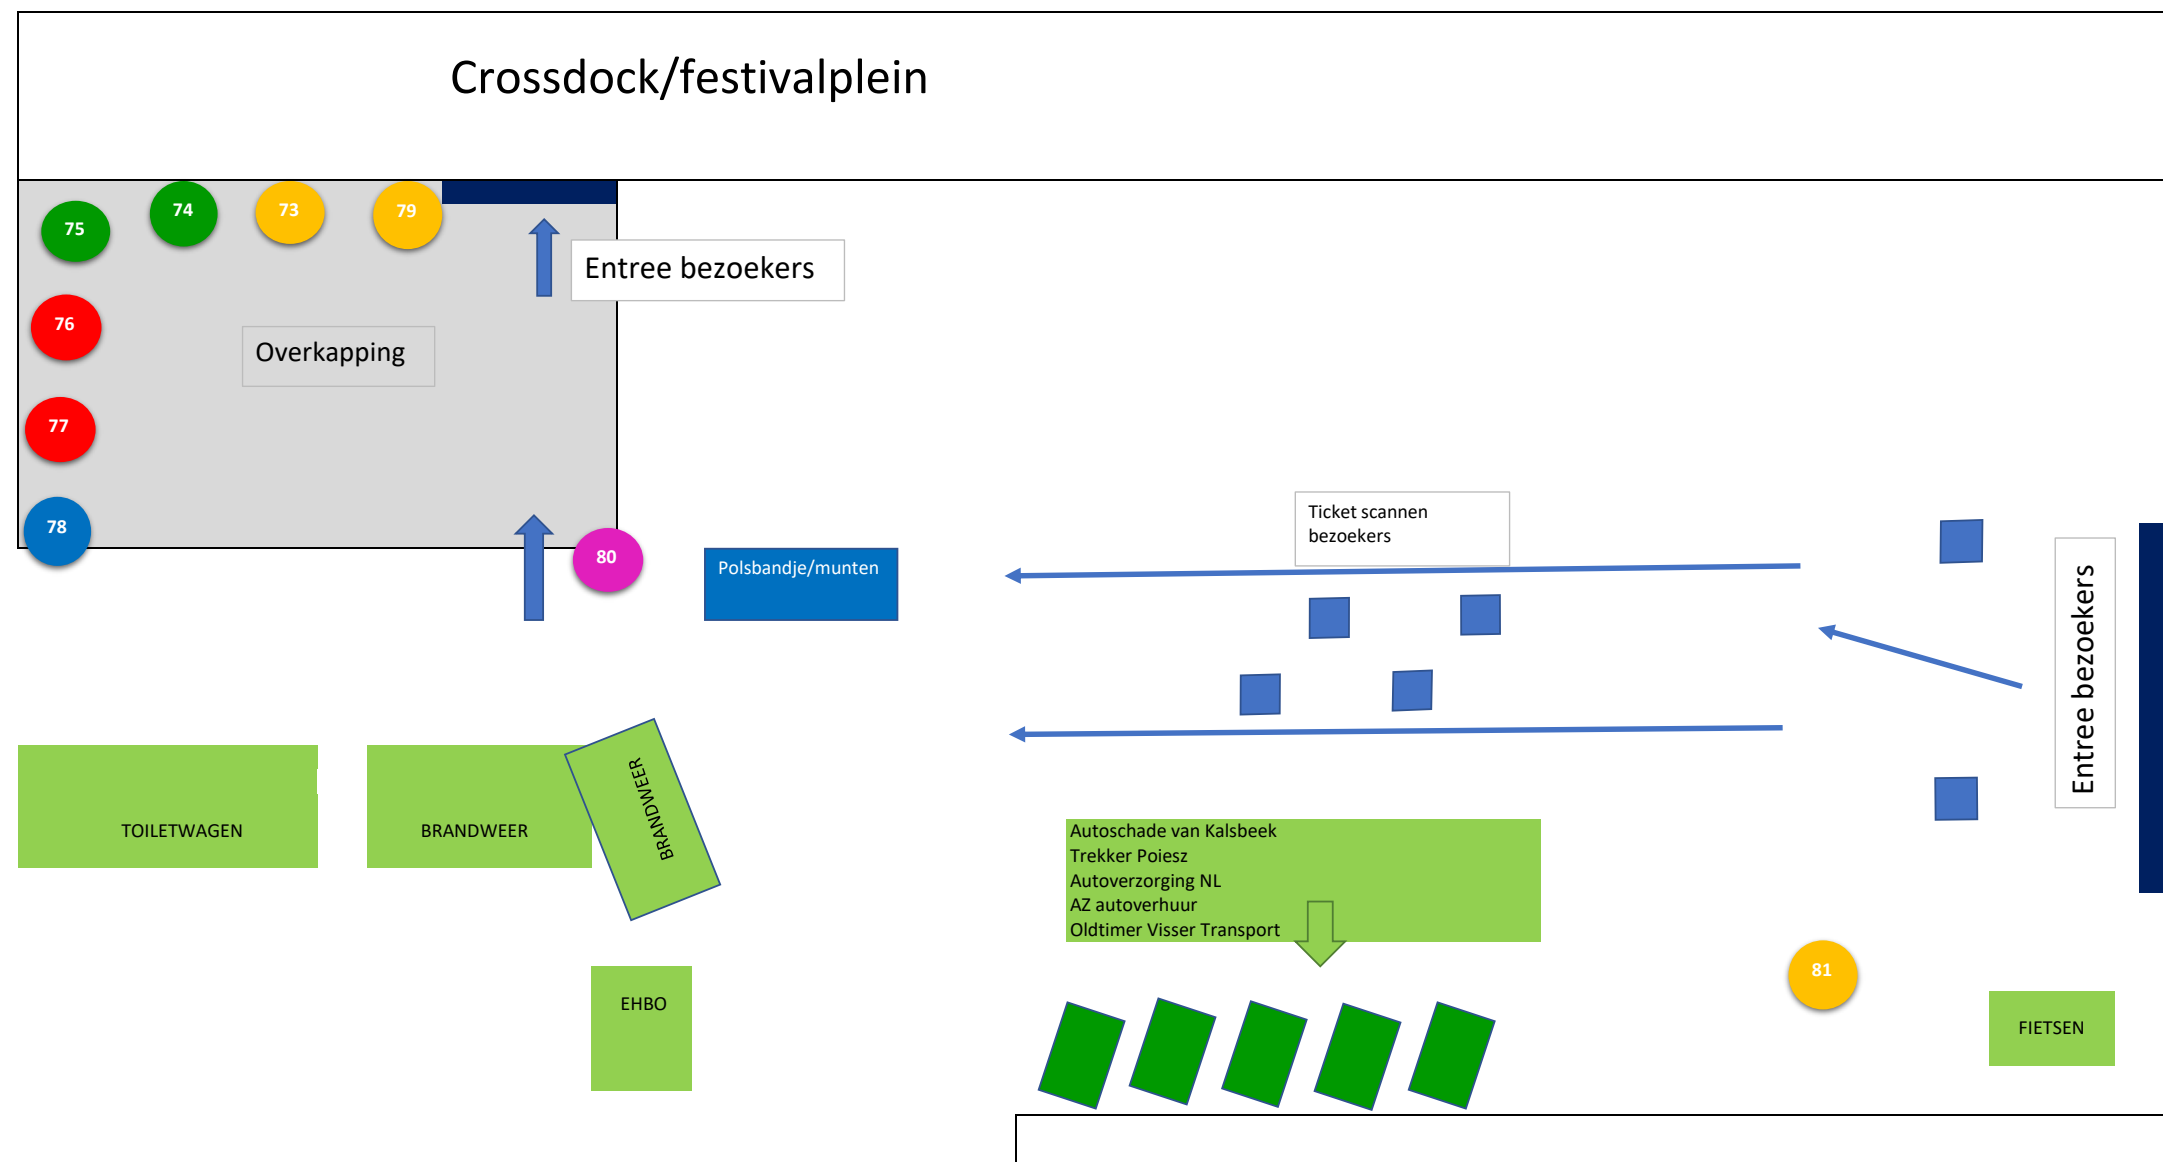 Crossdock/festivalplein
75
74
73
79
Entree bezoekers
76
Overkapping
77
78
80
Polsbandje/munten
Ticket scannen
bezoekers
Entree bezoekers
TOILETWAGEN
BRANDWEER
BRANDWEER
Autoschade van Kalsbeek
Trekker Poiesz
Autoverzorging NL
AZ autoverhuur
Oldtimer Visser Transport
81
EHBO
FIETSEN